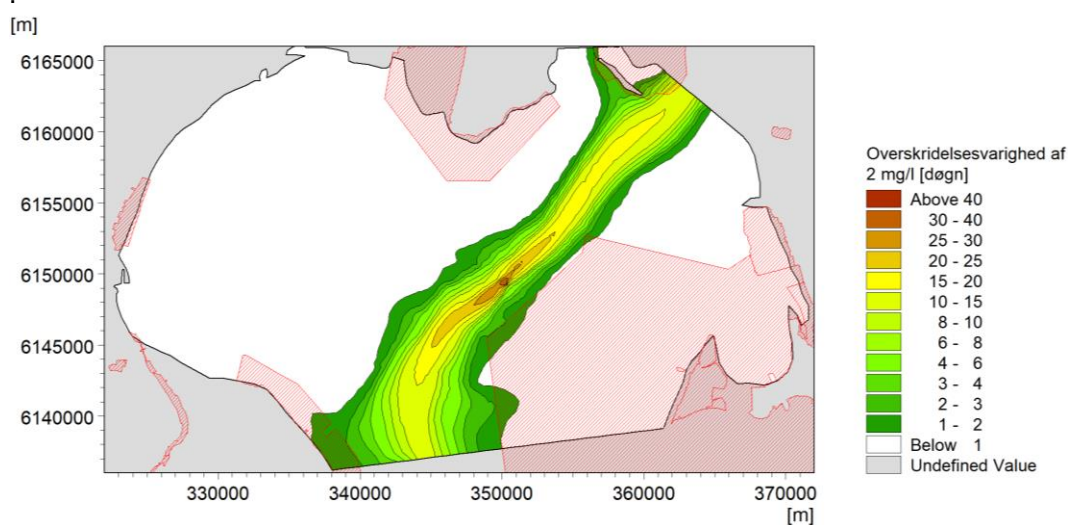 [m]
6165000
6160000
6155000
6150000
6145000
6140000
330000 340000 350000 360000 370000
[m]
Overskridelsesvarighed af
2 mg/l [døgn]
Above 40
30 - 40
25 - 30
20 - 25
15 - 20
10 - 15
8 - 10
6 - 8
4 - 6
3 - 4
2 - 3
1 - 2
Below 1
Undefined Value